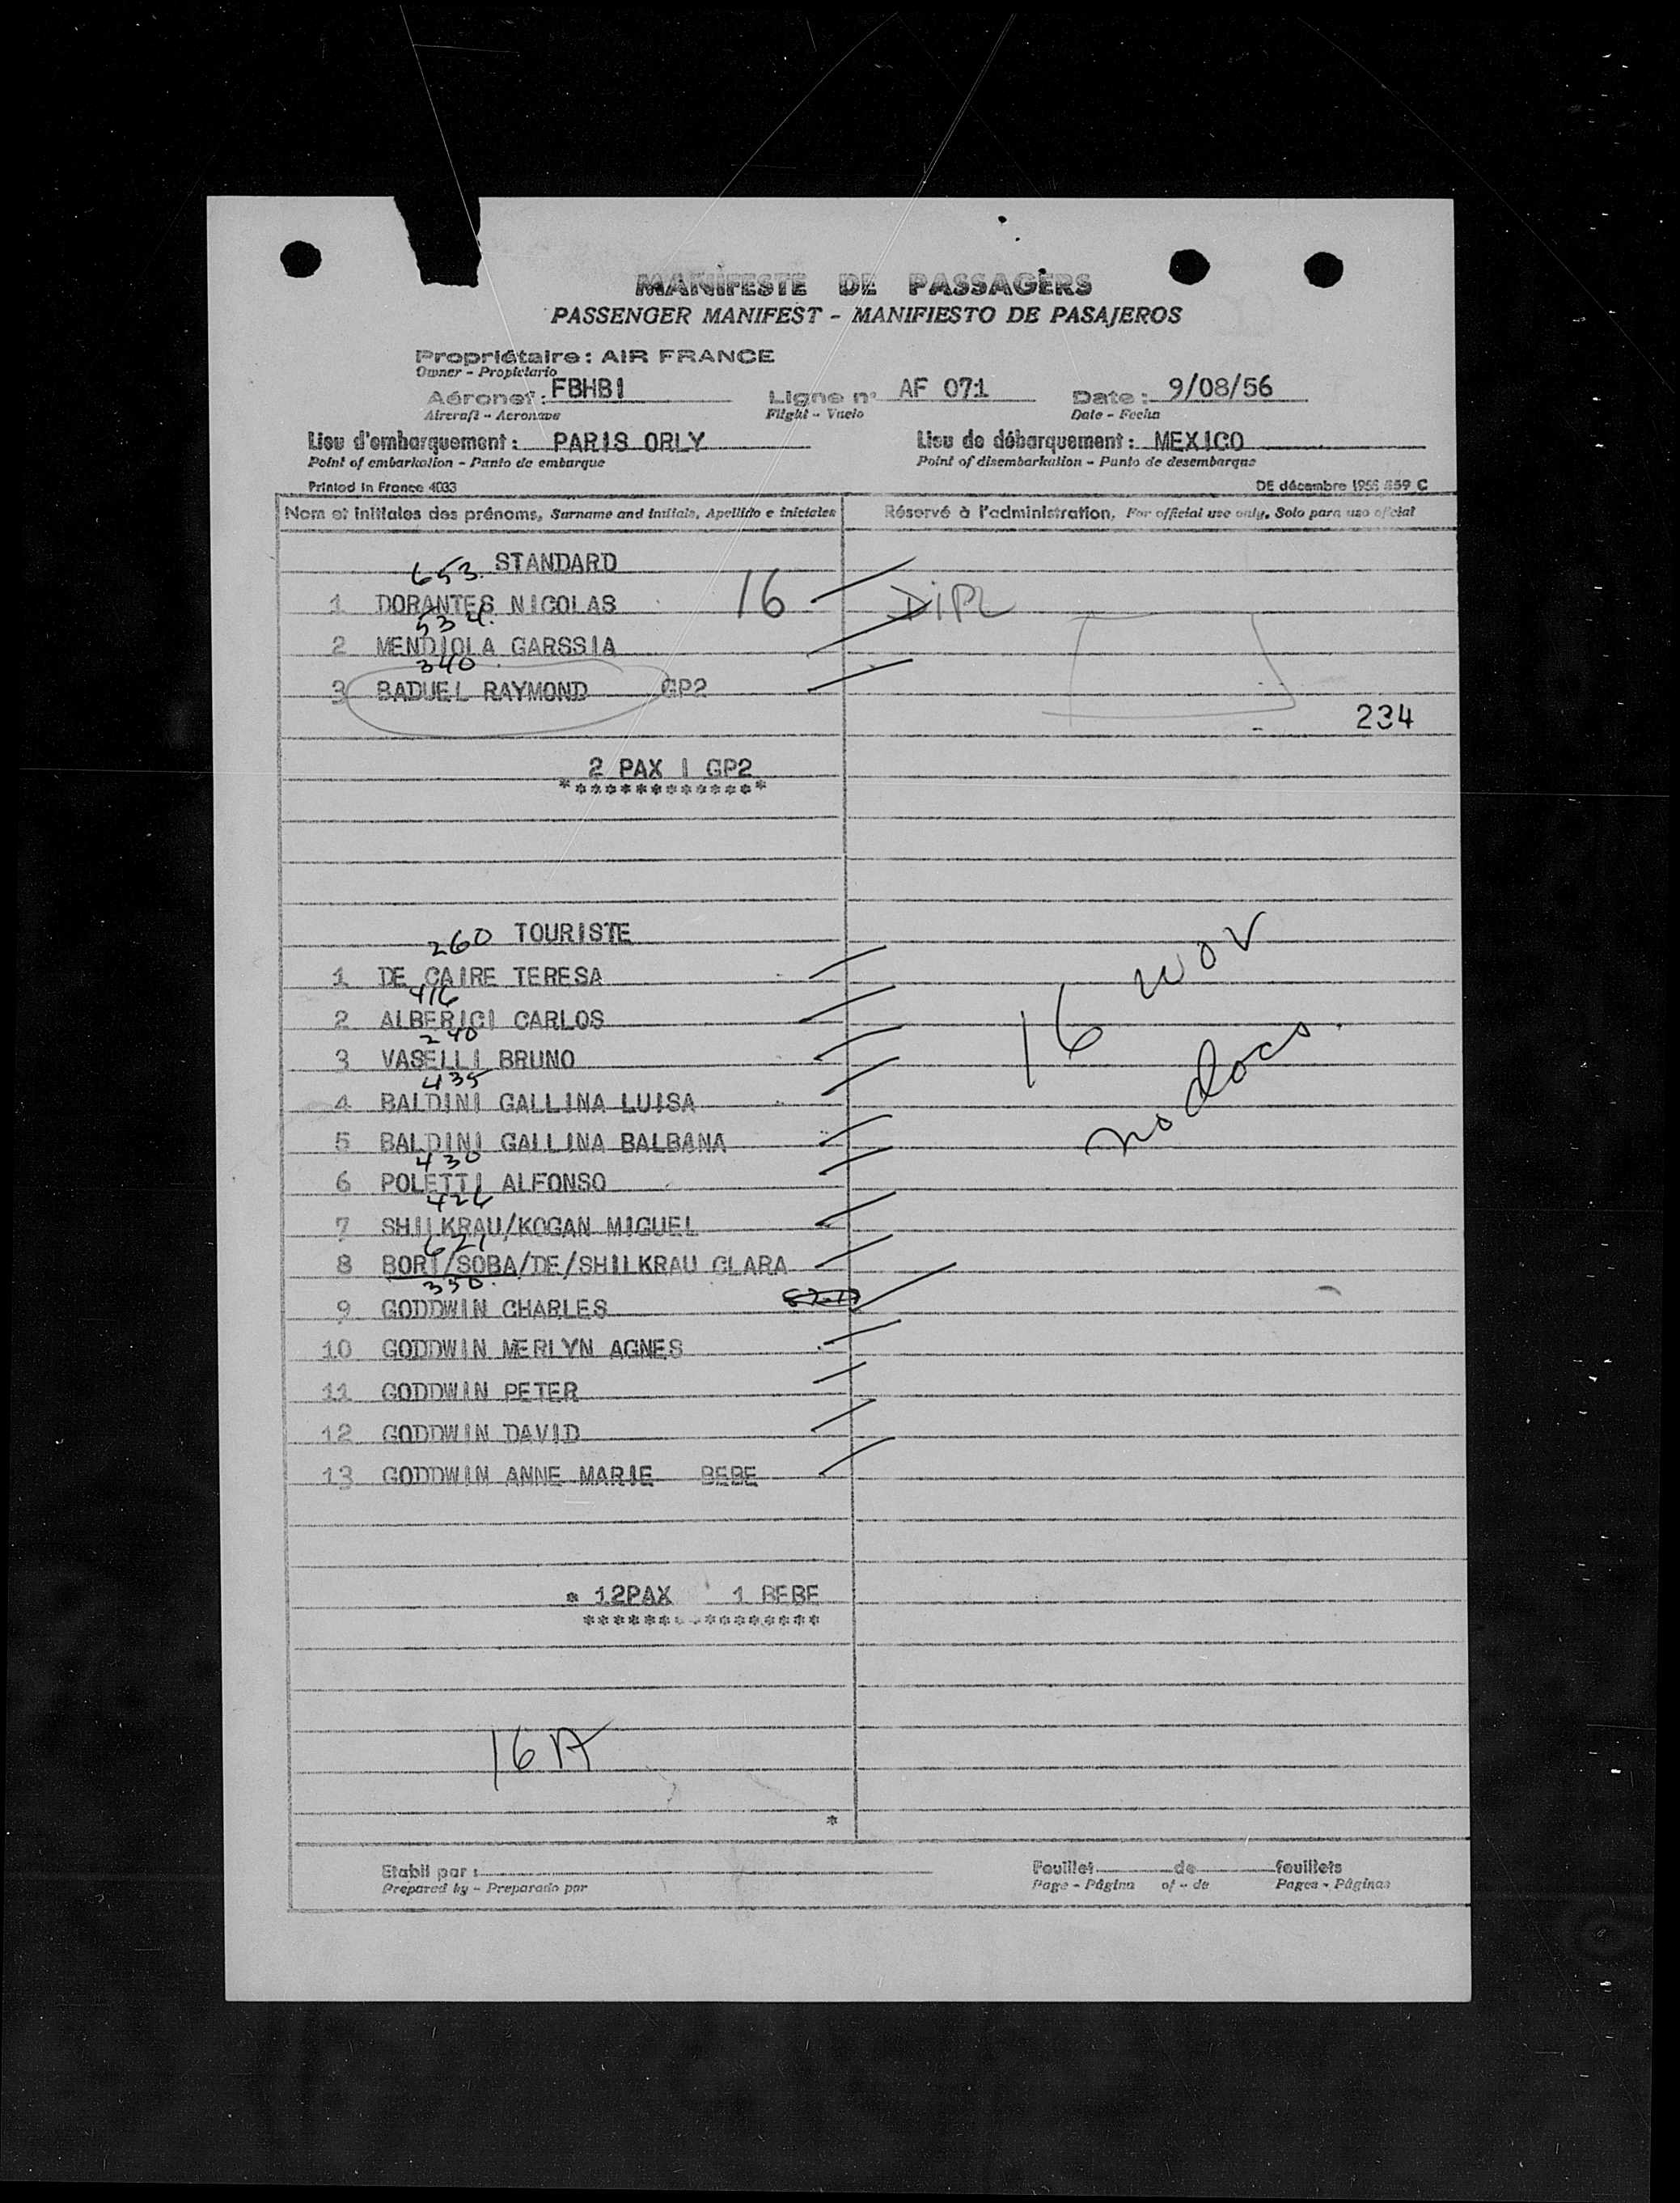 MANIFESTE DE PASSAGERS
PASSENGER MANIFEST - MANIFIESTO DE PASAJEROS
Propriétaire: AIR FRANCE
Owner - Propietario
Aéronef: FBHBI Ligne n° AF 071 Date: 9/08/56
Aircraft - Aeronave Flight - Vuelo Date - Fecha
Lieu d'embarquement: PARIS ORLY Lieu de débarquement: MEXICO
Point of embarkation - Punto de embarque Point of disembarkation - Punto de desembarque
Printed in France 4033 DE décembre 1955 859 C
Nom et initiales des prénoms, Surname and initials, Apellido e iniciales Réservé à l'administration, For official use only, Solo para uso oficial
STANDARD
653.
1 DORANTES NICOLAS 16 DIPL
534.
2 MENDIOLA GARSSIA
340
3 BADUEL RAYMOND GP2
234
2 PAX 1 GP2
*************
TOURISTE
260
1 DE CAIRE TERESA
416
2 ALBERICI CARLOS
240
3 VASELLI BRUNO
435
4 BALDINI GALLINA LUISA
5 BALDINI GALLINA BALBANA
430
6 POLETTI ALFONSO
426
7 SHILKRAU/KOGAN MIGUEL
621
8 BORT/SOBA/DE/SHILKRAU CLARA
350.
9 GODDWIN CHARLES
10 GODDWIN MERLYN AGNES
11 GODDWIN PETER
12 GODDWIN DAVID
13 GODDWIN ANNE MARIE BEBE
16 wov
no docs.
* 12PAX 1 BEBE
****************
16 A
*
Etabli par: Feuillet de feuillets
Prepared by - Preparado por Page - Página of - de Pages - Páginas